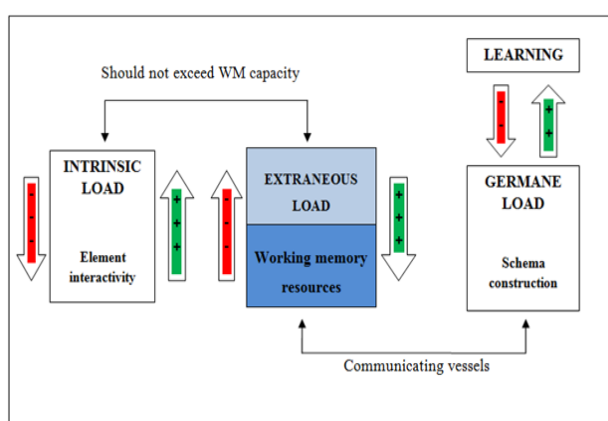 LEARNING
Should not exceed WM capacity
INTRINSIC
LOAD
Element
interactivity
- - -
+ + +
- - -
EXTRANEOUS
LOAD
Working memory
resources
+ + +
- -
+ +
GERMANE
LOAD
Schema
construction
Communicating vessels